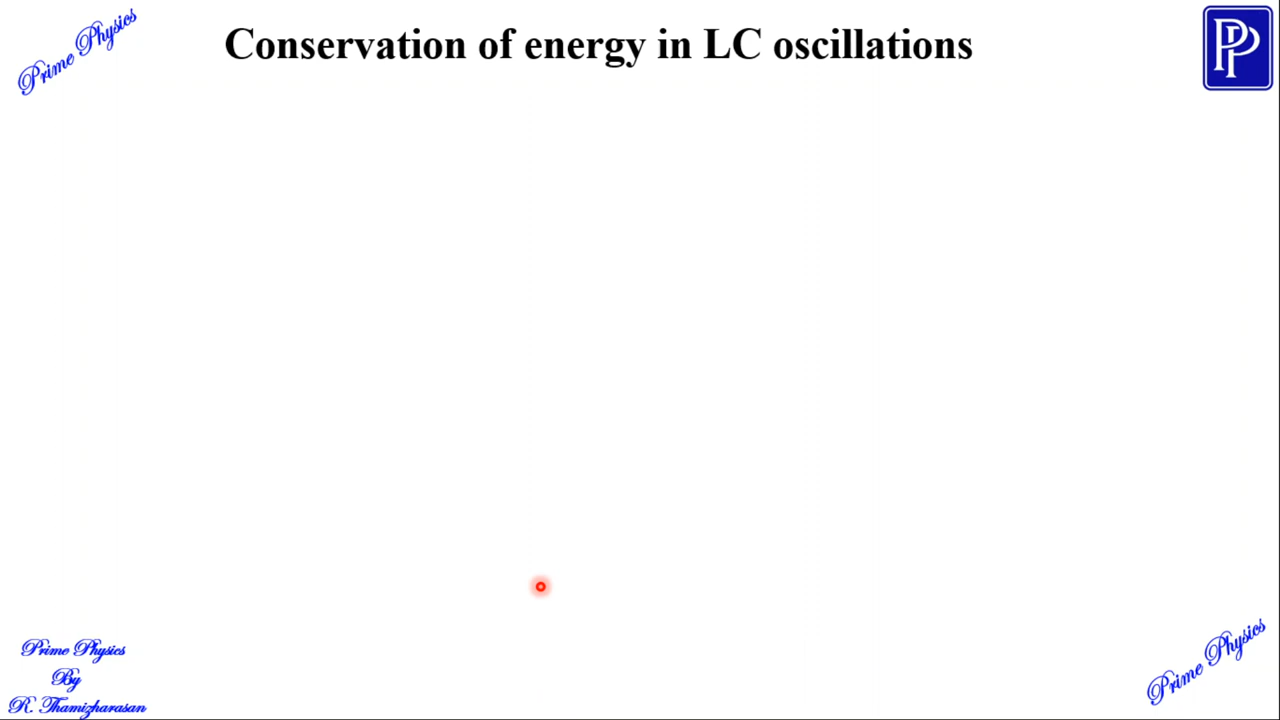 Prime Physics
Conservation of energy in LC oscillations
PP
Prime Physics
By
R. Thamizharasan
Prime Physics